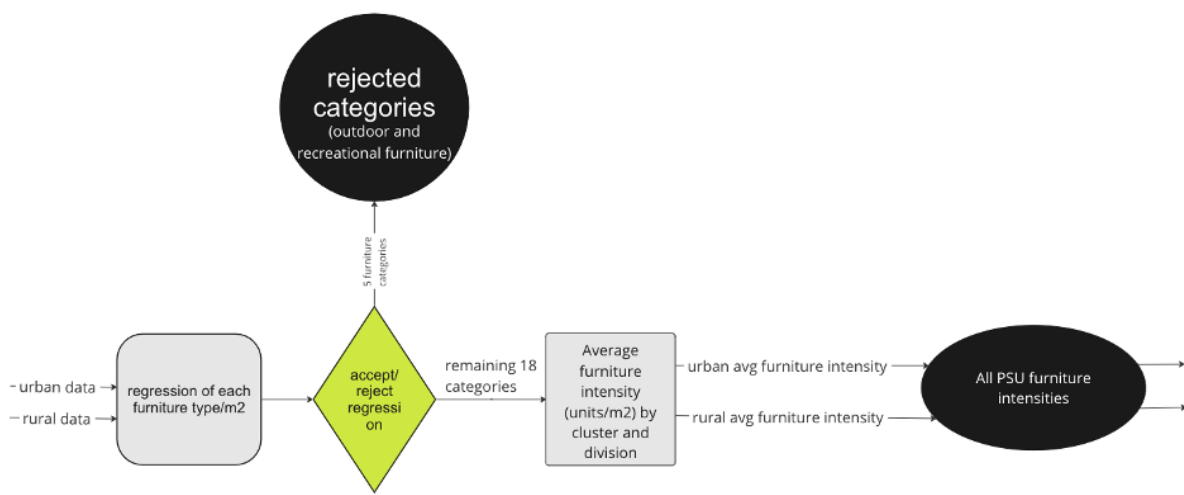 rejected
categories
(outdoor and
recreational furniture)
5 furniture
categories
urban data
rural data
regression of each
furniture type/m2
accept/
reject
regressi
on
remaining 18
categories
Average
furniture
intensity
(units/m2) by
cluster and
division
urban avg furniture intensity
rural avg furniture intensity
All PSU furniture
intensities